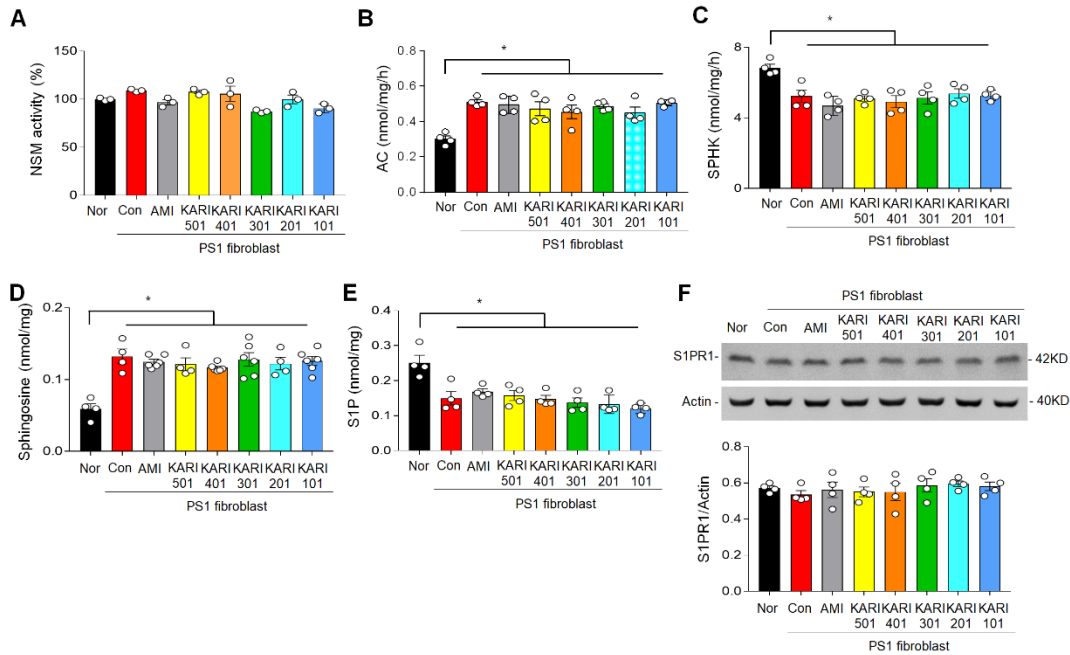 A
NSM activity (%)
150
100
50
0
Nor Con AMI KARI KARI KARI KARI KARI
501 401 301 201 101
PS1 fibroblast
B
AC (nmol/mg/h)
*
0.8
0.6
0.4
0.2
0.0
Nor Con AMI KARI KARI KARI KARI KARI
501 401 301 201 101
PS1 fibroblast
C
SPHK (nmol/mg/h)
*
8
6
4
0
Nor Con AMI KARI KARI KARI KARI KARI
501 401 301 201 101
PS1 fibroblast
D
Sphingosine (nmol/mg)
*
0.2
0.1
0.0
Nor Con AMI KARI KARI KARI KARI KARI
501 401 301 201 101
PS1 fibroblast
E
S1P (nmol/mg)
*
0.4
0.3
0.2
0.1
0.0
Nor Con AMI KARI KARI KARI KARI KARI
501 401 301 201 101
PS1 fibroblast
F
PS1 fibroblast
Nor Con AMI KARI KARI KARI KARI KARI
501 401 301 201 101
S1PR1- - 42KD
Actin - - 40KD
S1PR1/Actin
0.8
0.6
0.4
0.2
0.0
Nor Con AMI KARI KARI KARI KARI KARI
501 401 301 201 101
PS1 fibroblast